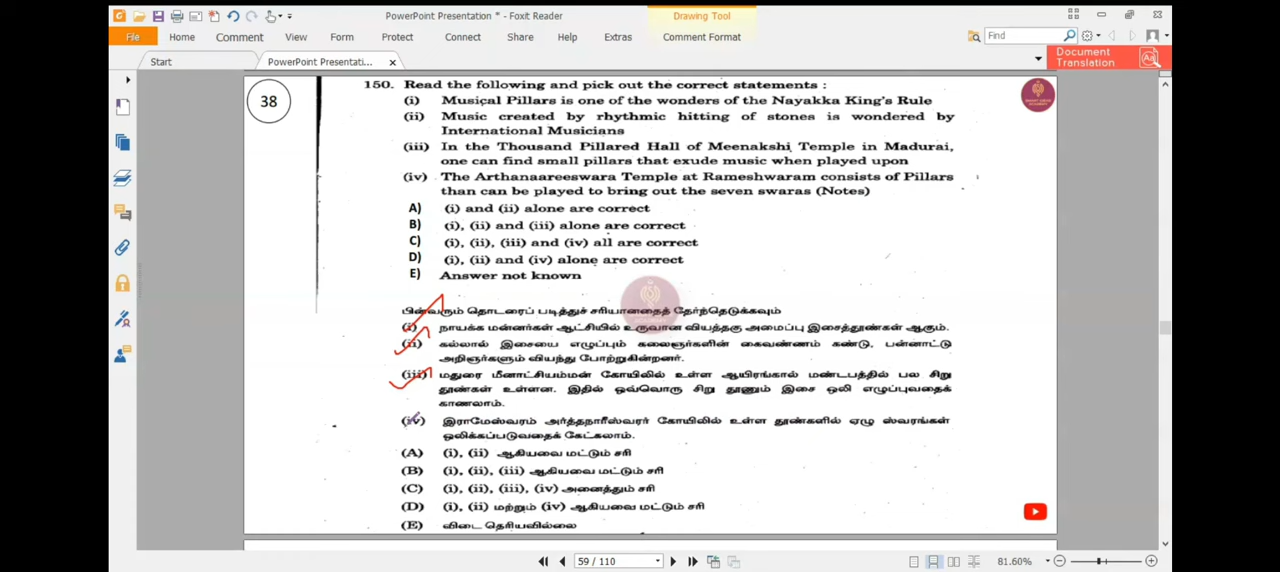 PowerPoint Presentation * - Foxit Reader
Drawing Tool
File Home Comment View Form Protect Connect Share Help Extras Comment Format
Find
Start PowerPoint Presentati...
Document Translation
38
150. Read the following and pick out the correct statements :
(i) Musical Pillars is one of the wonders of the Nayakka King's Rule
(ii) Music created by rhythmic hitting of stones is wondered by
International Musicians
(iii) In the Thousand Pillared Hall of Meenakshi Temple in Madurai,
one can find small pillars that exude music when played upon
(iv) The Arthanaareeswara Temple at Rameshwaram consists of Pillars
than can be played to bring out the seven swaras (Notes)
A) (i) and (ii) alone are correct
B) (i), (ii) and (iii) alone are correct
C) (i), (ii), (iii) and (iv) all are correct
D) (i), (ii) and (iv) alone are correct
E) Answer not known
பின்வரும் தொடரைப் படித்துச் சரியானதைத் தேர்ந்தெடுக்கவும்
(i) நாயக்க மன்னர்கள் ஆட்சியில் உருவான வியத்தகு அமைப்பு இசைத்தூண்கள் ஆகும்.
(ii) கல்லால் இசையை எழுப்பும் கலைஞர்களின் கைவண்ணம் கண்டு, பன்னாட்டு
அறிஞர்களும் வியந்து போற்றுகின்றனர்.
(iii) மதுரை மீனாட்சியம்மன் கோயிலில் உள்ள ஆயிரங்கால் மண்டபத்தில் பல சிறு
தூண்கள் உள்ளன. இதில் ஒவ்வொரு சிறு தூணும் இசை ஒலி எழுப்புவதைக்
காணலாம்.
(iv) இராமேஸ்வரம் அர்த்தநாரீஸ்வரர் கோயிலில் உள்ள தூண்களில் ஏழு ஸ்வரங்கள்
ஒலிக்கப்படுவதைக் கேட்கலாம்.
(A) (i), (ii) ஆகியவை மட்டும் சரி
(B) (i), (ii), (iii) ஆகியவை மட்டும் சரி
(C) (i), (ii), (iii), (iv) அனைத்தும் சரி
(D) (i), (ii) மற்றும் (iv) ஆகியவை மட்டும் சரி
(E) விடை தெரியவில்லை
59 / 110
81.60%